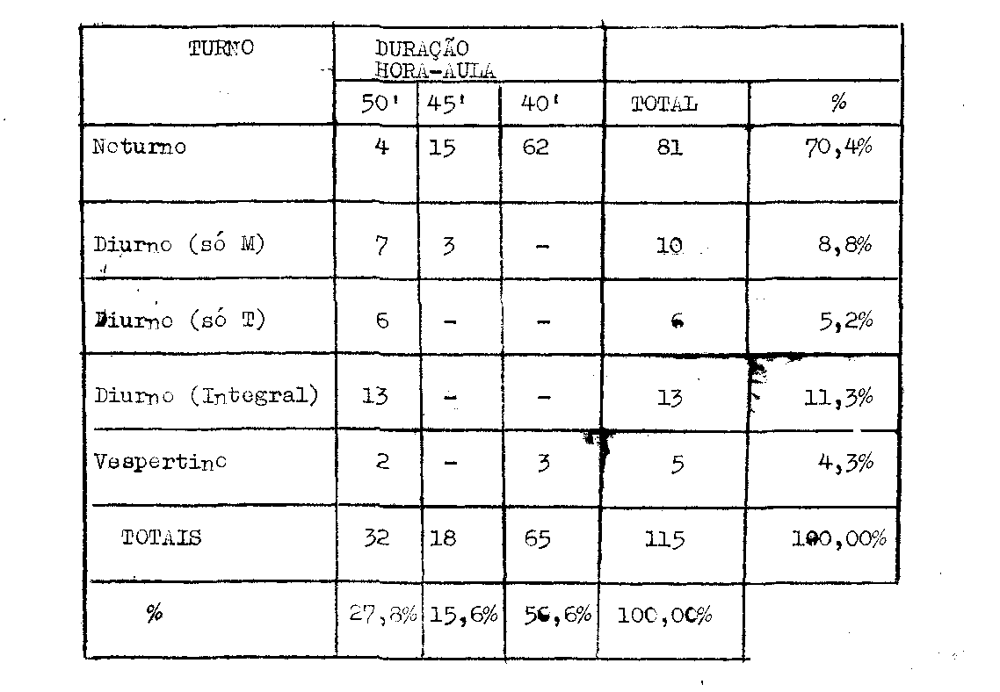 TURNO DURAÇÃO
HORA-AULA
50' 45' 40' TOTAL %
Noturno 4 15 62 81 70,4%
Diurno (só M) 7 3 - 10 8,8%
Diurno (só T) 6 - - 6 5,2%
Diurno (Integral) 13 - - 13 11,3%
Vespertino 2 - 3 5 4,3%
TOTAIS 32 18 65 115 100,00%
% 27,8% 15,6% 56,6% 100,00%